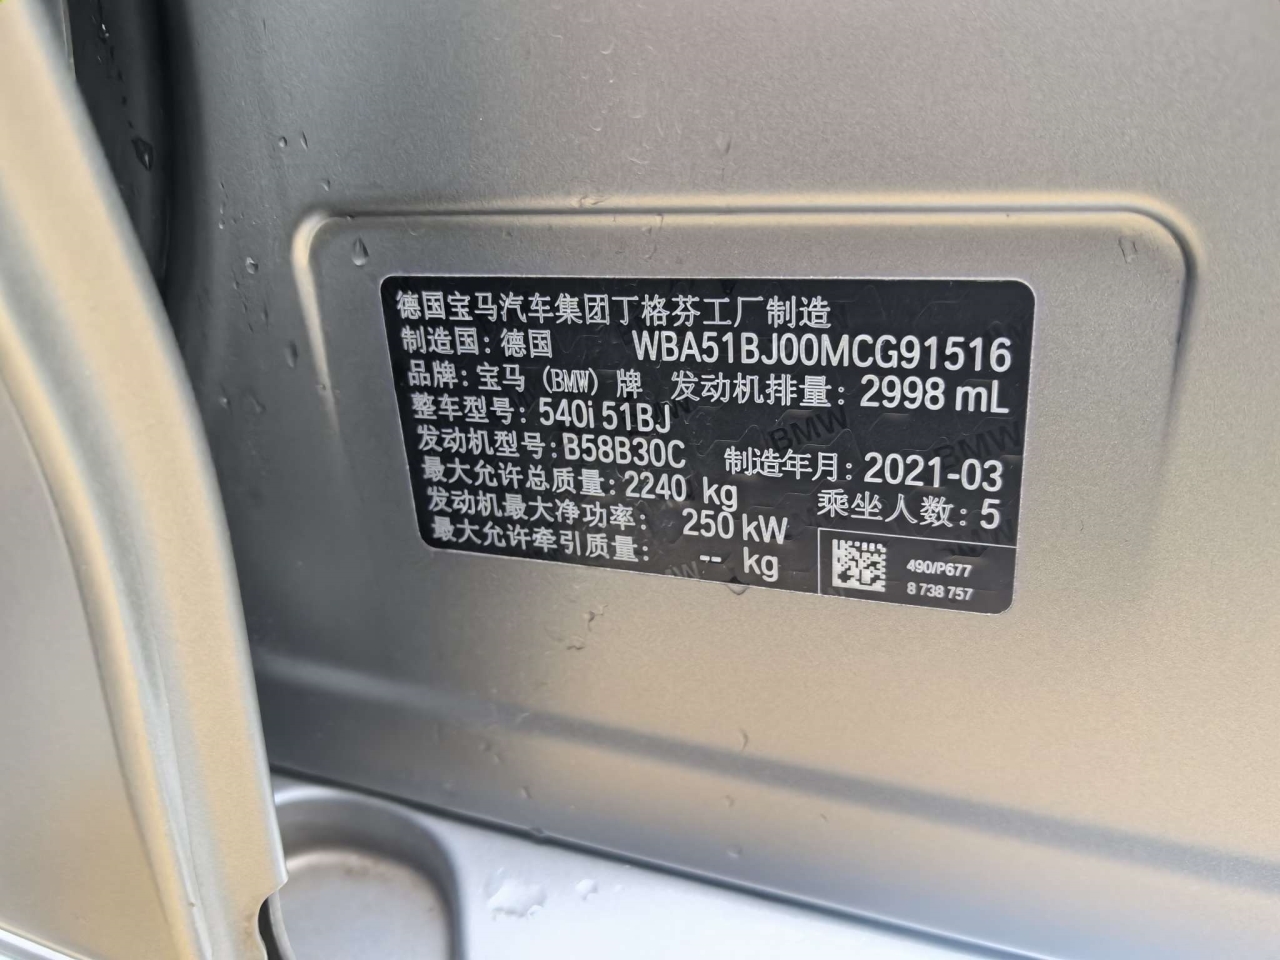 德国宝马汽车集团丁格芬工厂制造
制造国：德国 WBA51BJ00MCG91516
品牌：宝马（BMW）牌 发动机排量：2998 mL
整车型号：540i 51BJ
发动机型号：B58B30C 制造年月：2021-03
最大允许总质量：2240 kg 乘坐人数：5
发动机最大净功率： 250 kW
最大允许牵引质量： -- kg
490/P677
8 738 757
BMW
BMW